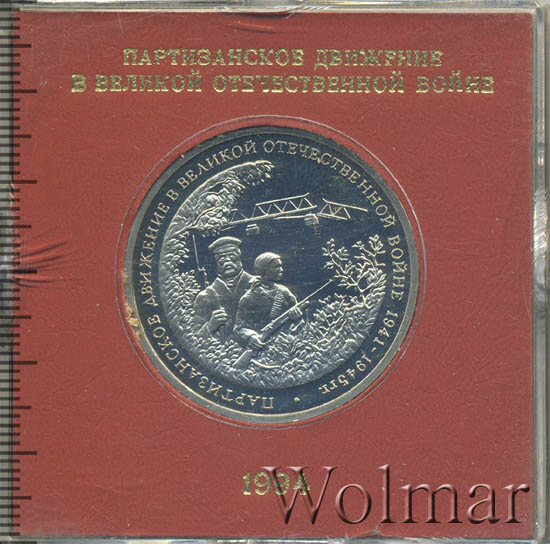 ПАРТИЗАНСКОЕ ДВИЖЕНИЕ
В ВЕЛИКОЙ ОТЕЧЕСТВЕННОЙ ВОЙНЕ
ПАРТИЗАНСКОЕ ДВИЖЕНИЕ В ВЕЛИКОЙ ОТЕЧЕСТВЕННОЙ ВОЙНЕ 1941-1945гг. •
1994
Wolmar